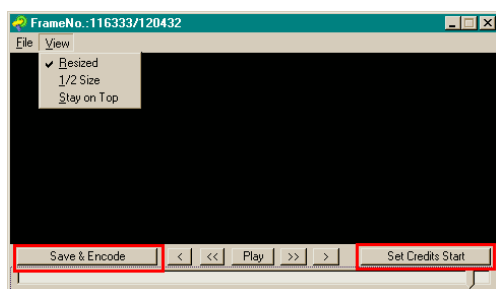 FrameNo.:116333/120432
File View
Resized
1/2 Size
Stay on Top
Save & Encode < << Play >> > Set Credits Start